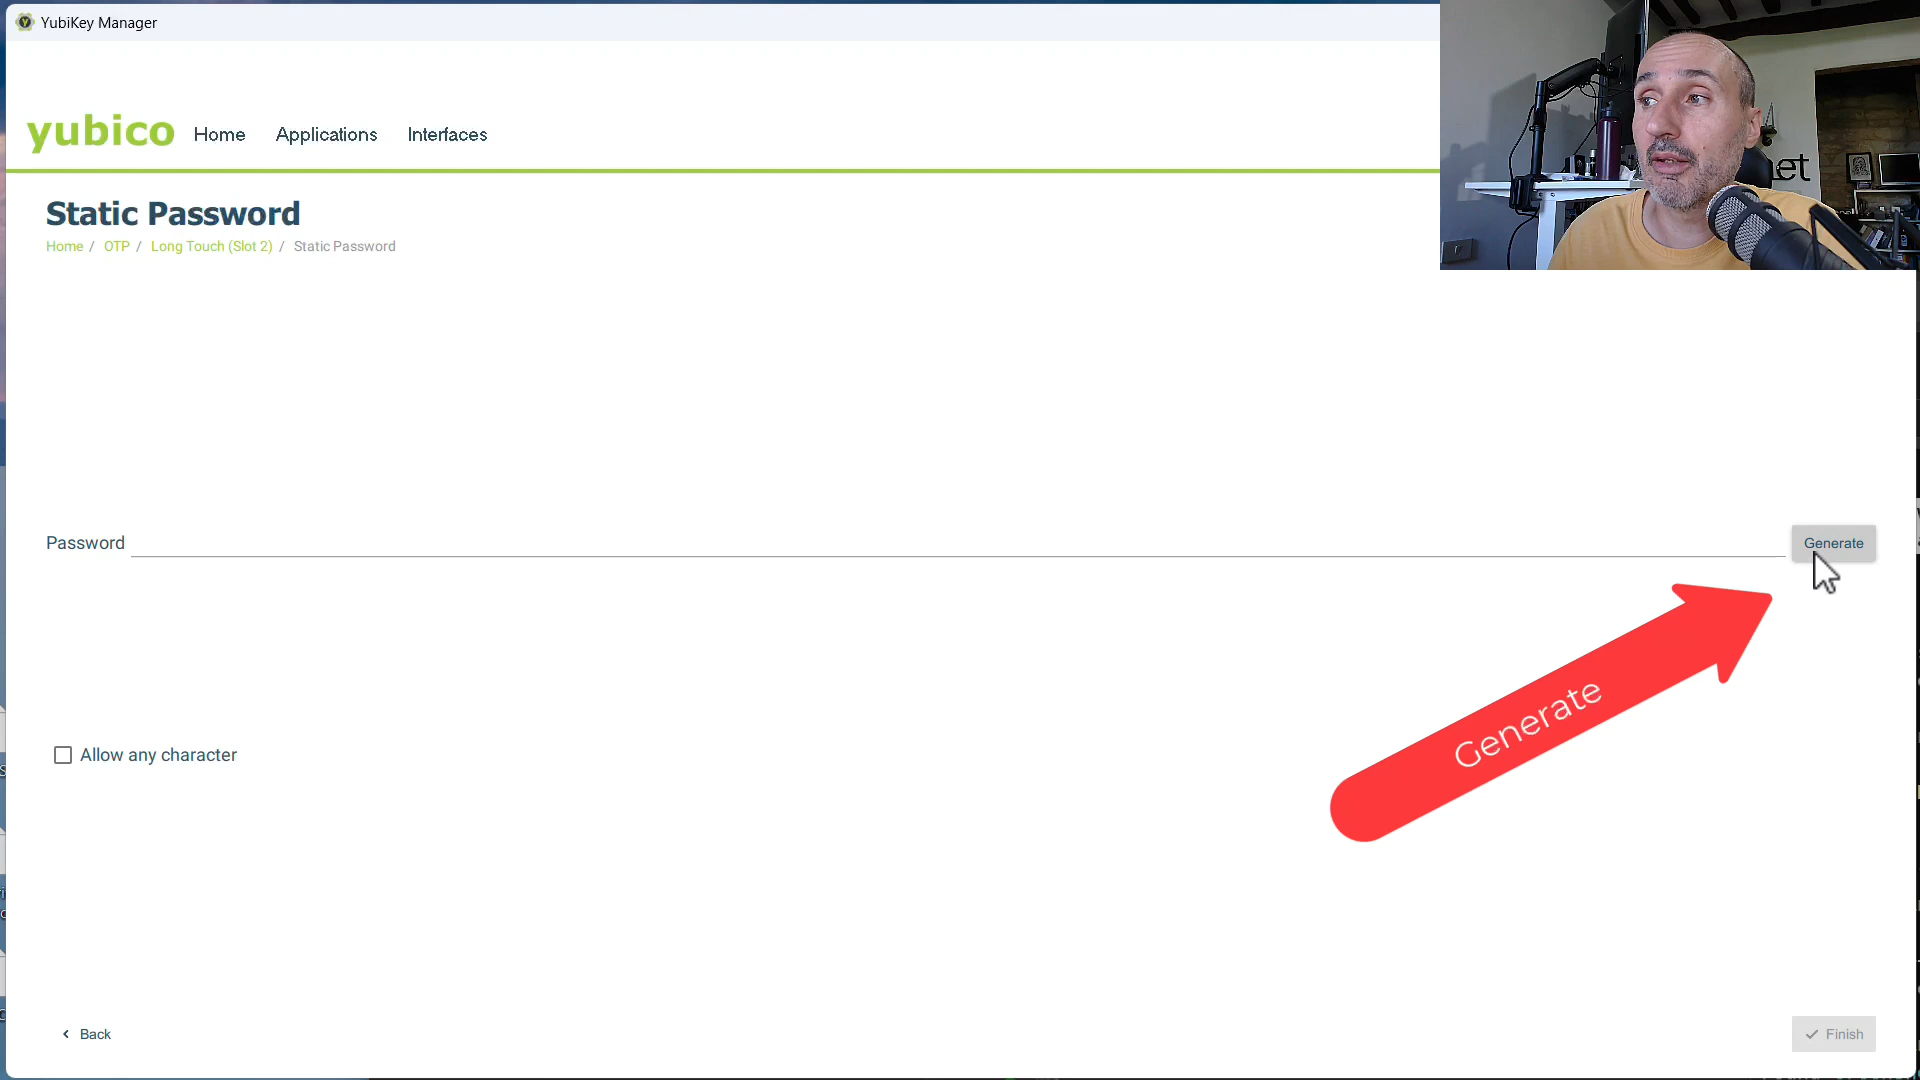 YubiKey Manager
yubico Home Applications Interfaces
et
Static Password
Home / OTP / Long Touch (Slot 2) / Static Password
Password
Generate
Generate
Allow any character
Back
Finish